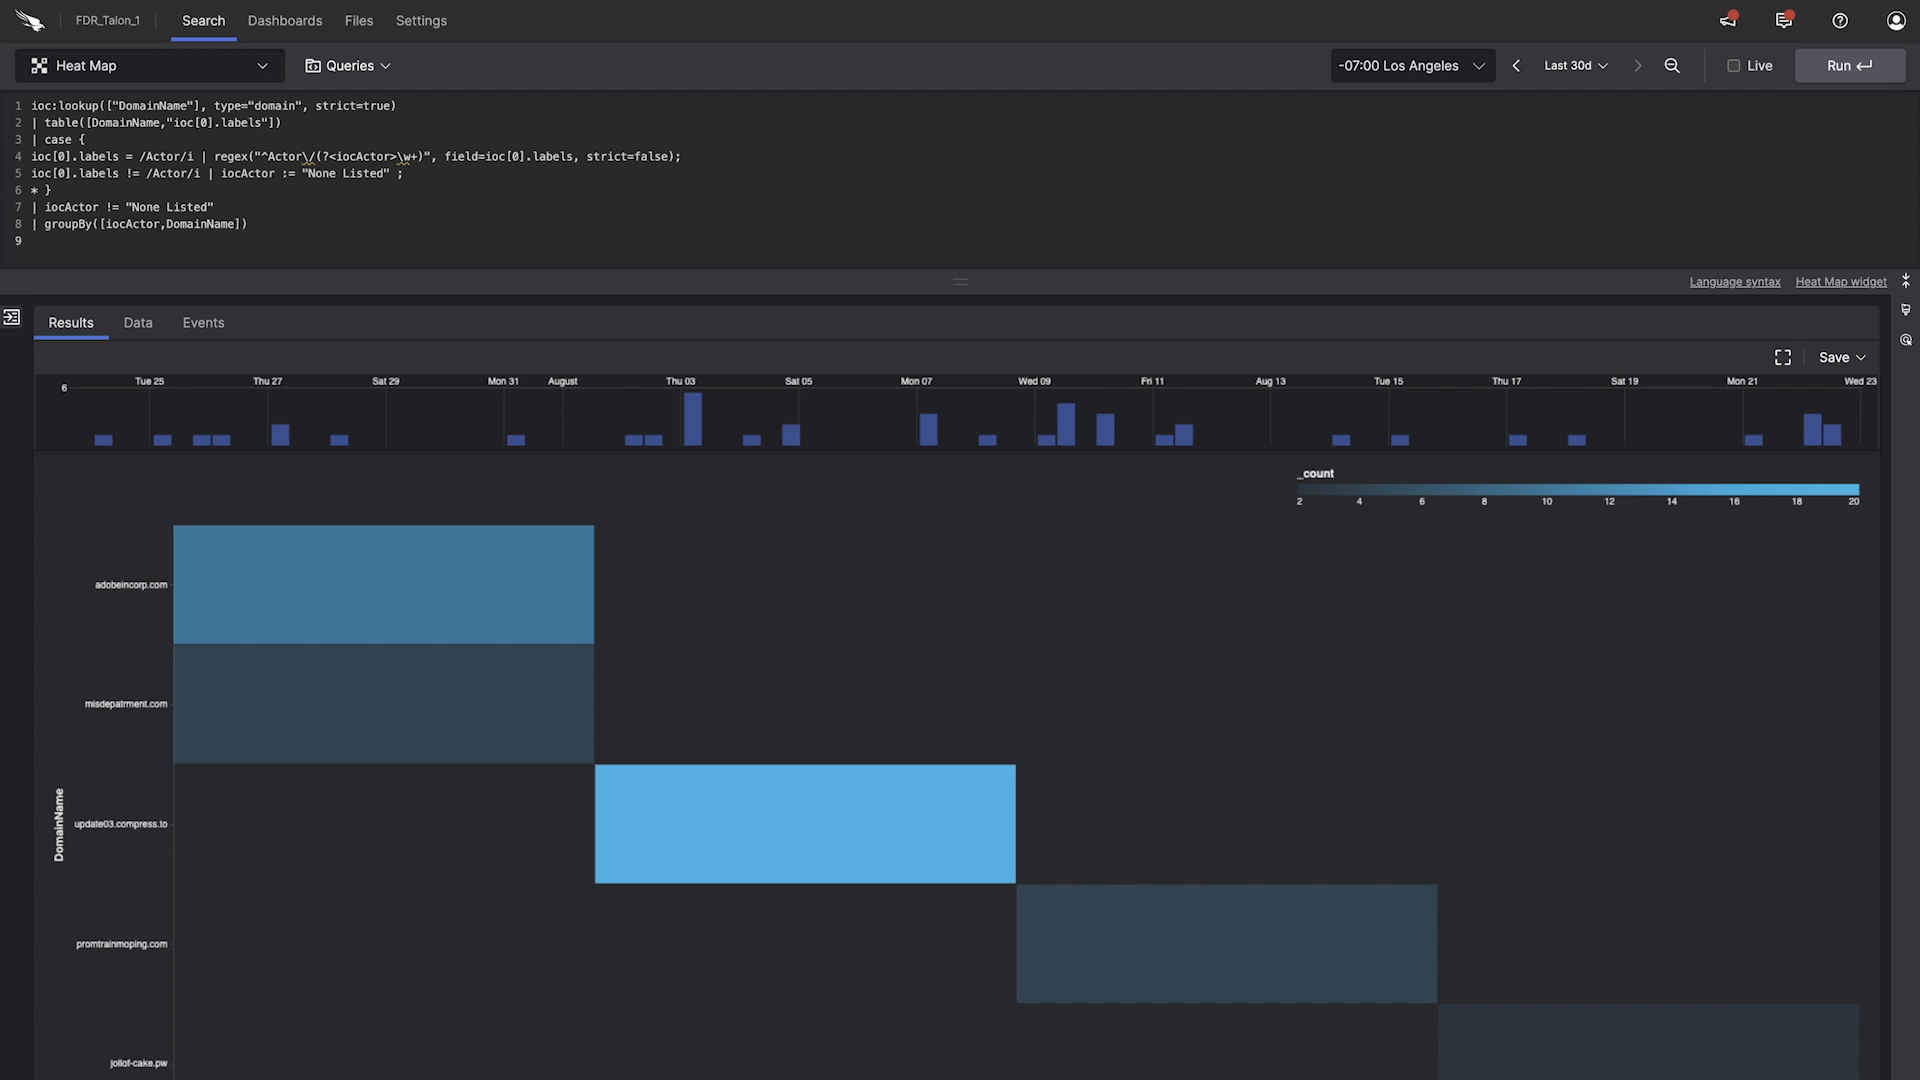 FDR_Talon_1
Search
Dashboards
Files
Settings
Heat Map
Queries
-07:00 Los Angeles
Last 30d
Live
Run
1 ioc:lookup(["DomainName"], type="domain", strict=true)
2 | table([DomainName,"ioc[0].labels"])
3 | case {
4 ioc[0].labels = /Actor/i | regex("^Actor\/(?<iocActor>\w+)", field=ioc[0].labels, strict=false);
5 ioc[0].labels != /Actor/i | iocActor := "None Listed" ;
6 * }
7 | iocActor != "None Listed"
8 | groupBy([iocActor,DomainName])
9
Language syntax
Heat Map widget
Results
Data
Events
Save
Tue 25 Thu 27 Sat 29 Mon 31 August Thu 03 Sat 05 Mon 07 Wed 09 Fri 11 Aug 13 Tue 15 Thu 17 Sat 19 Mon 21 Wed 23
6
_count
2 4 6 8 10 12 14 16 18 20
adobeincorp.com
misdepatrment.com
DomainName
update03.compress.to
promtrainmoping.com
jollof-cake.pw